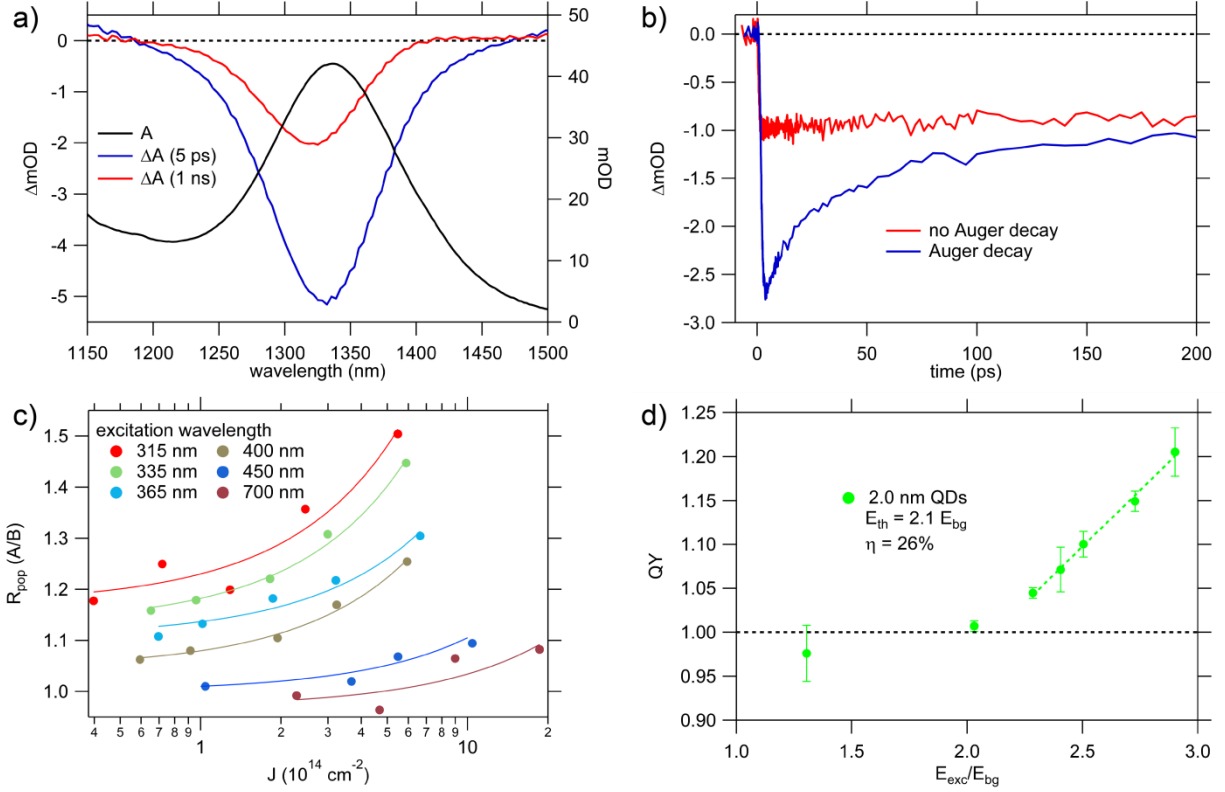 a)
0
-1
-2
-3
-4
-5
ΔmOD
A
ΔA (5 ps)
ΔA (1 ns)
50
40
30
20
10
0
mOD
1150 1200 1250 1300 1350 1400 1450 1500
wavelength (nm)
b)
0.0
-0.5
-1.0
-1.5
-2.0
-2.5
-3.0
ΔmOD
no Auger decay
Auger decay
0 50 100 150 200
time (ps)
c)
1.5
1.4
1.3
1.2
1.1
1.0
Rpop (A/B)
excitation wavelength
315 nm 400 nm
335 nm 450 nm
365 nm 700 nm
4 5 6 7 8 9 1 2 3 4 5 6 7 8 9 10 2
J (10^14 cm^-2)
d)
1.25
1.20
1.15
1.10
1.05
1.00
0.95
0.90
QY
2.0 nm QDs
Eth = 2.1 Ebg
η = 26%
1.0 1.5 2.0 2.5 3.0
Eexc/Ebg